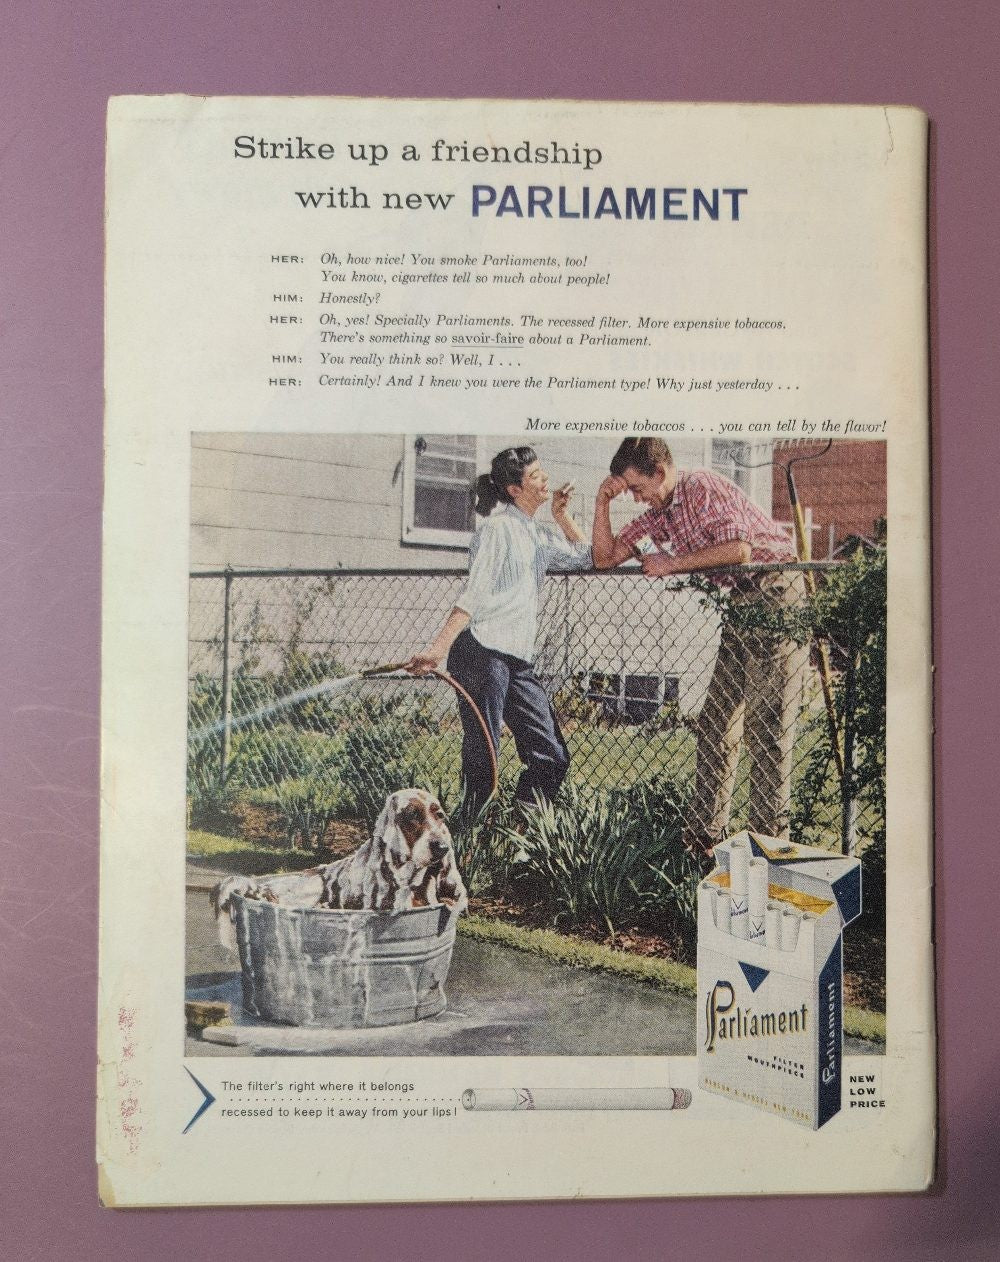 Strike up a friendship
with new PARLIAMENT
HER: Oh, how nice! You smoke Parliaments, too!
You know, cigarettes tell so much about people!
HIM: Honestly?
HER: Oh, yes! Specially Parliaments. The recessed filter. More expensive tobaccos.
There's something so savoir-faire about a Parliament.
HIM: You really think so? Well, I . . .
HER: Certainly! And I knew you were the Parliament type! Why just yesterday . . .
More expensive tobaccos . . . you can tell by the flavor!
Parliament
FILTER
MOUTHPIECE
BENSON & HEDGES NEW YORK
Parliament
NEW
LOW
PRICE
The filter's right where it belongs
recessed to keep it away from your lips!